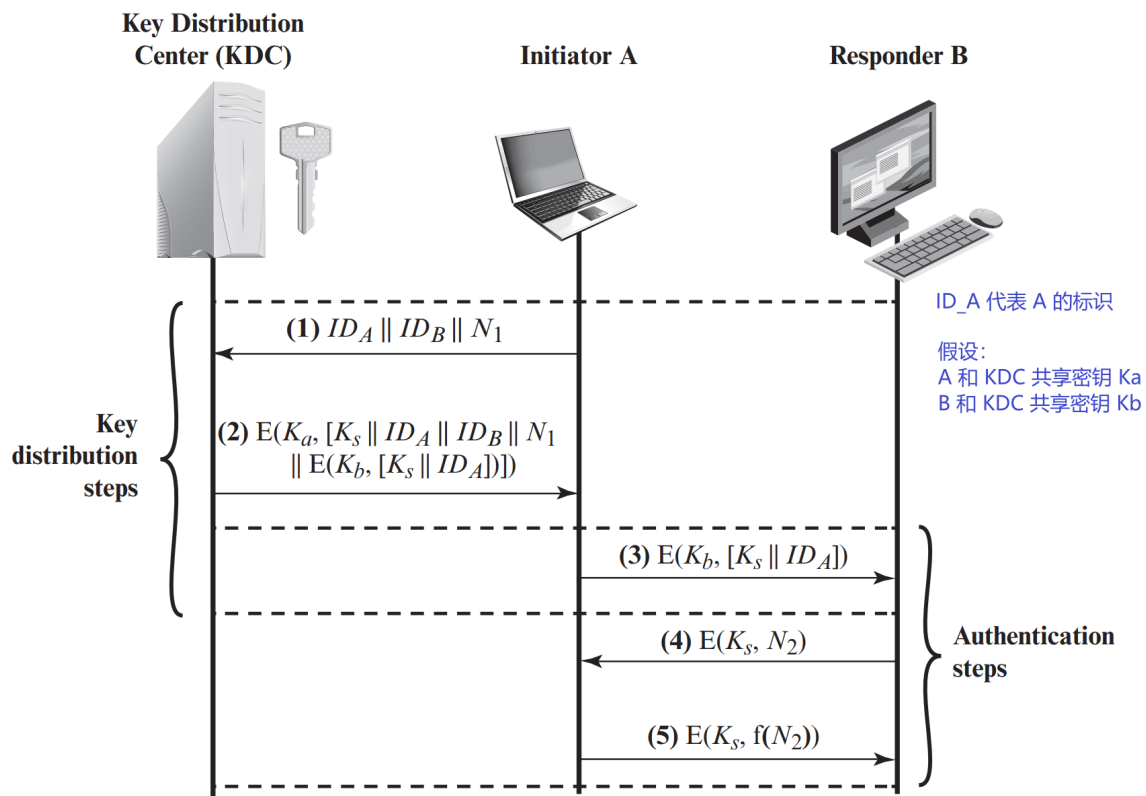 Key Distribution
Center (KDC)
Initiator A
Responder B
ID_A 代表 A 的标识
假设：
A 和 KDC 共享密钥 Ka
B 和 KDC 共享密钥 Kb
(1) ID_A || ID_B || N_1
Key
distribution
steps
(2) E(K_a, [K_s || ID_A || ID_B || N_1
|| E(K_b, [K_s || ID_A])])
(3) E(K_b, [K_s || ID_A])
(4) E(K_s, N_2)
Authentication
steps
(5) E(K_s, f(N_2))